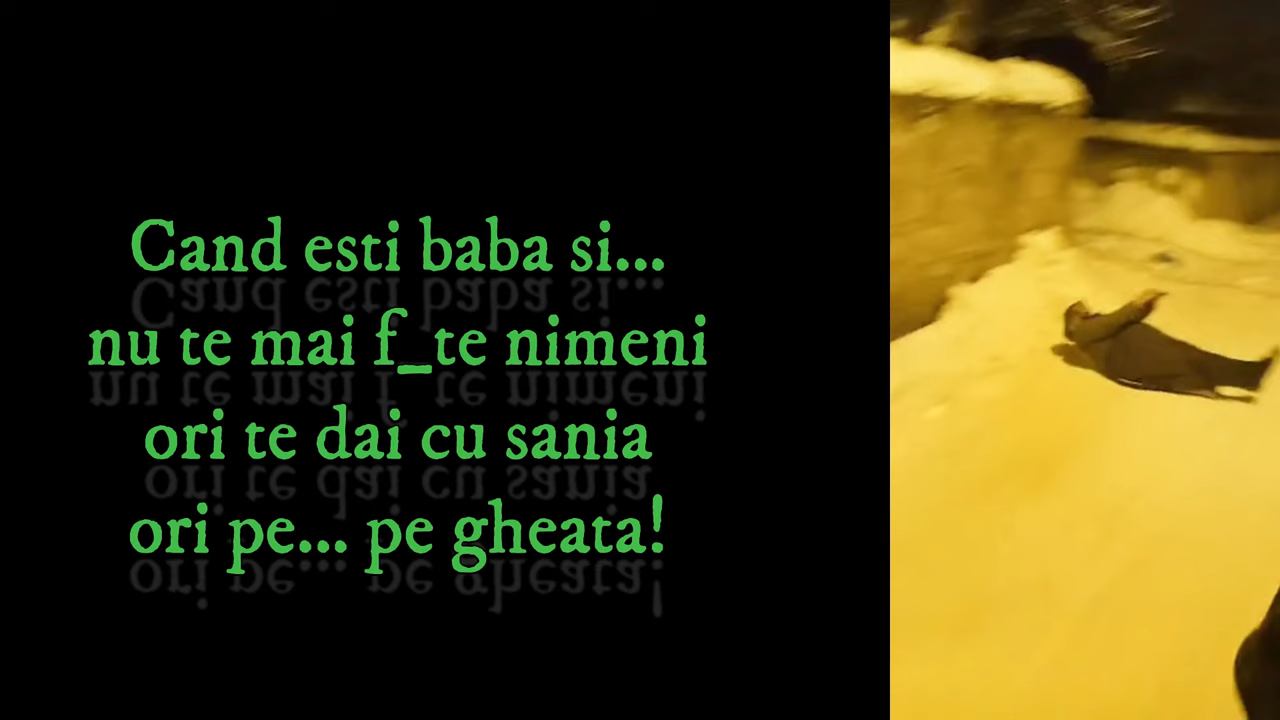 Cand esti baba si...
nu te mai f_te nimeni
ori te dai cu sania
ori pe... pe gheata!